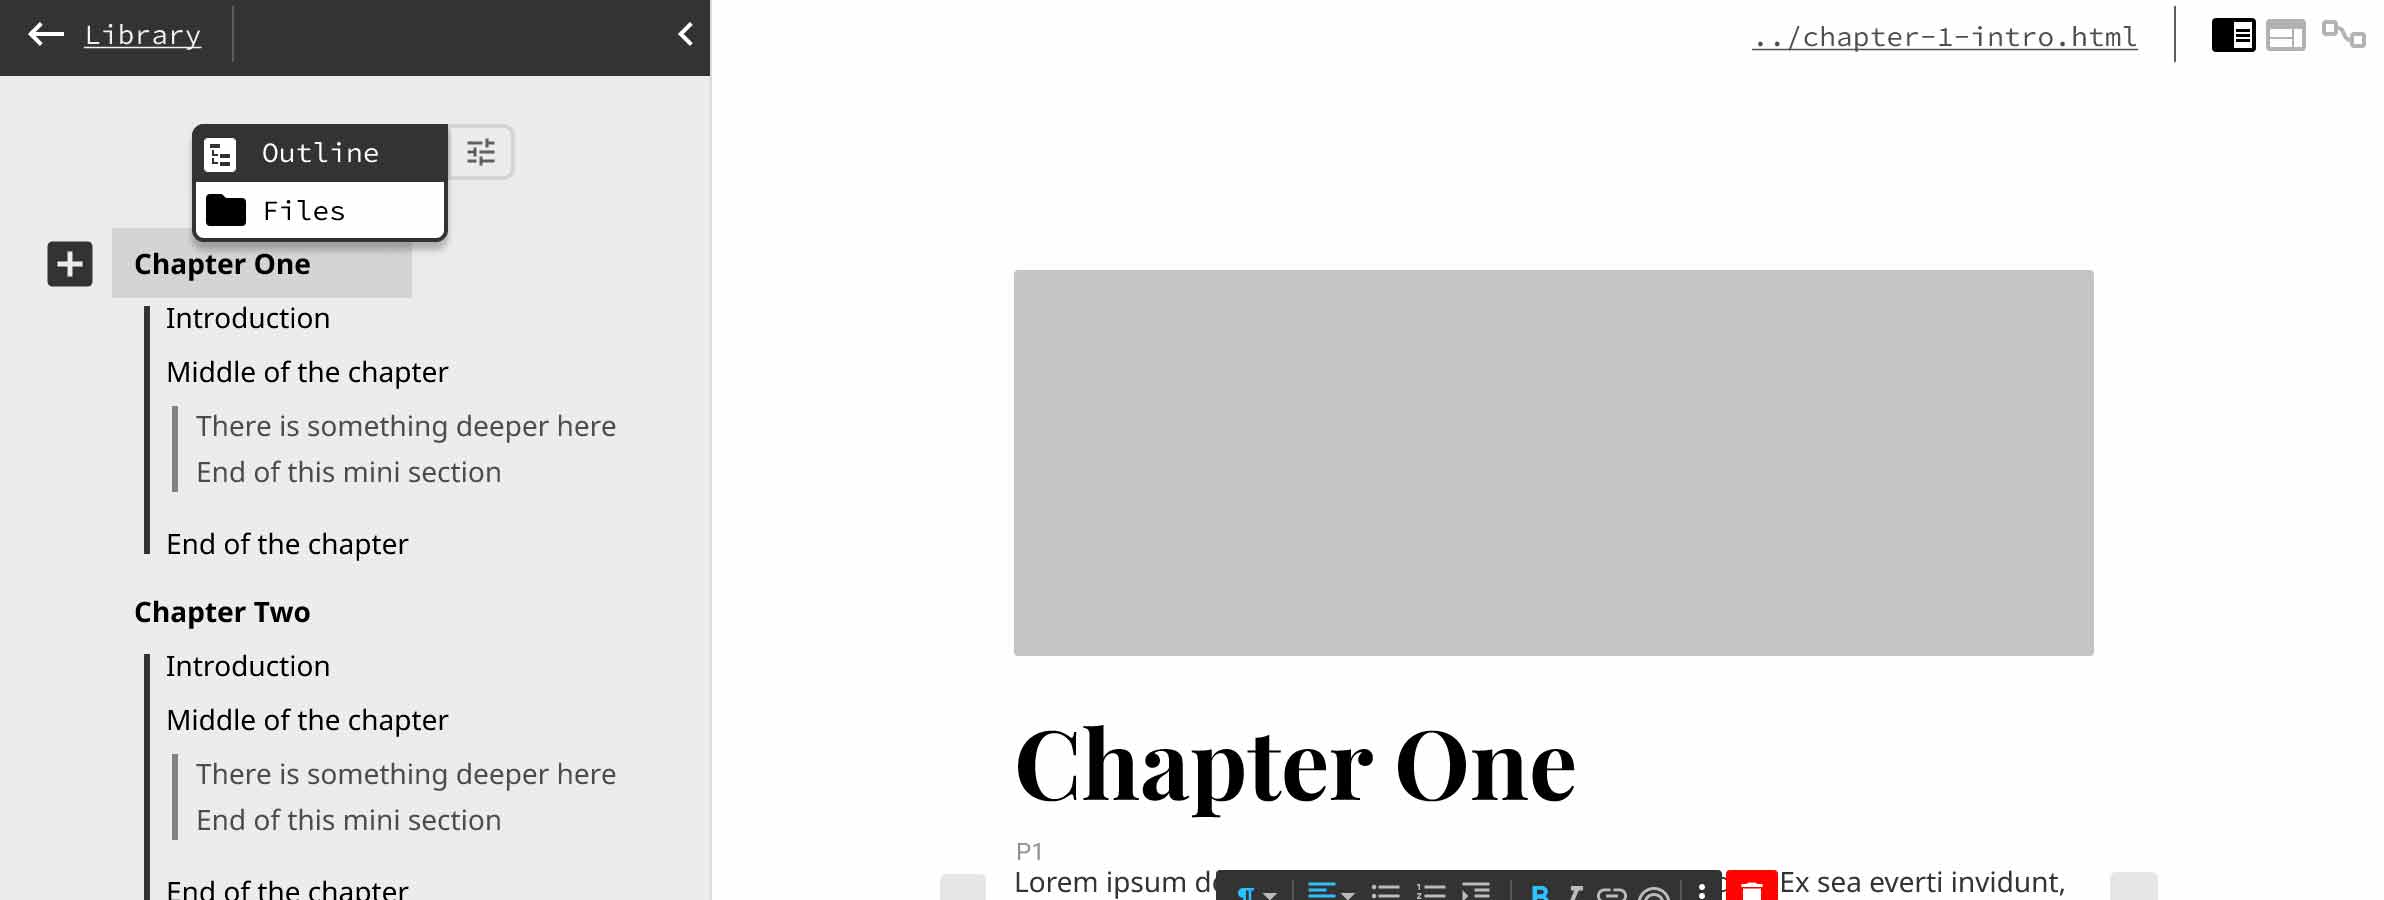 Library
../chapter-1-intro.html
Outline
Files
Chapter One
Introduction
Middle of the chapter
There is something deeper here
End of this mini section
End of the chapter
Chapter Two
Introduction
Middle of the chapter
There is something deeper here
End of this mini section
End of the chapter
Chapter One
P1
Lorem ipsum
B I
Ex sea everti invidunt,